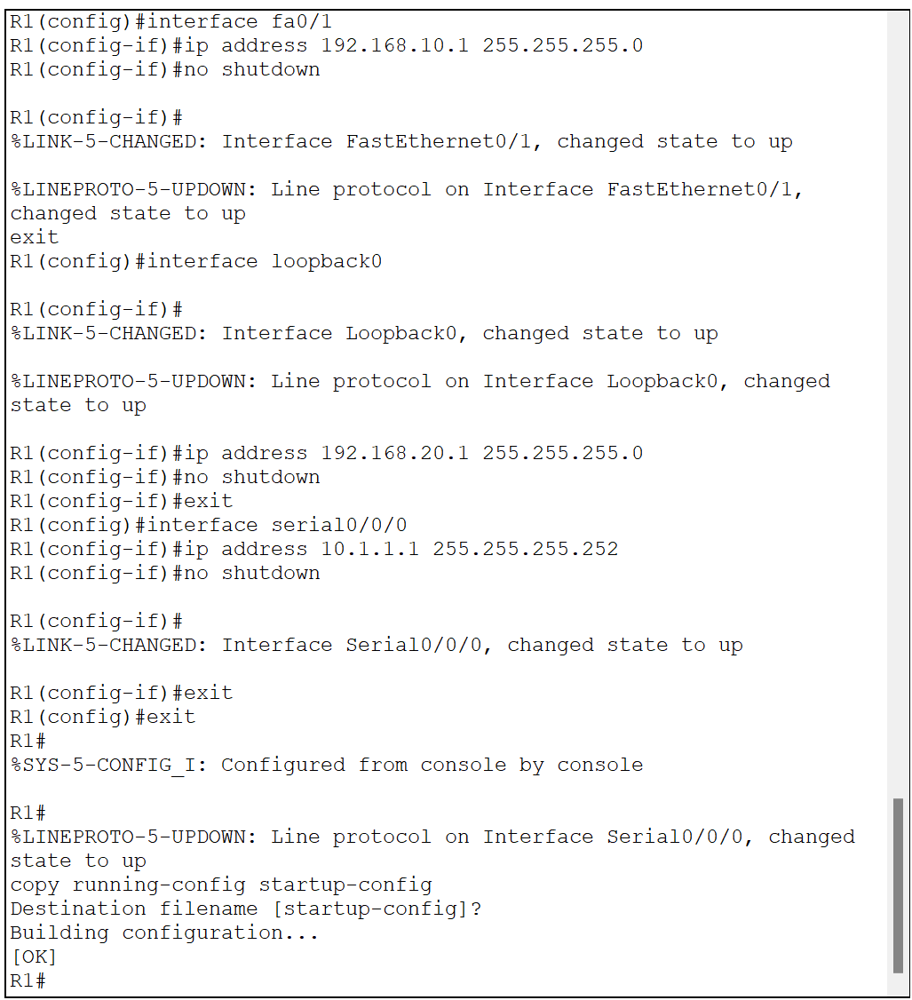 R1(config)#interface fa0/1
R1(config-if)#ip address 192.168.10.1 255.255.255.0
R1(config-if)#no shutdown
R1(config-if)#
%LINK-5-CHANGED: Interface FastEthernet0/1, changed state to up
%LINEPROTO-5-UPDOWN: Line protocol on Interface FastEthernet0/1,
changed state to up
exit
R1(config)#interface loopback0
R1(config-if)#
%LINK-5-CHANGED: Interface Loopback0, changed state to up
%LINEPROTO-5-UPDOWN: Line protocol on Interface Loopback0, changed
state to up
R1(config-if)#ip address 192.168.20.1 255.255.255.0
R1(config-if)#no shutdown
R1(config-if)#exit
R1(config)#interface serial0/0/0
R1(config-if)#ip address 10.1.1.1 255.255.255.252
R1(config-if)#no shutdown
R1(config-if)#
%LINK-5-CHANGED: Interface Serial0/0/0, changed state to up
R1(config-if)#exit
R1(config)#exit
R1#
%SYS-5-CONFIG_I: Configured from console by console
R1#
%LINEPROTO-5-UPDOWN: Line protocol on Interface Serial0/0/0, changed
state to up
copy running-config startup-config
Destination filename [startup-config]?
Building configuration...
[OK]
R1#